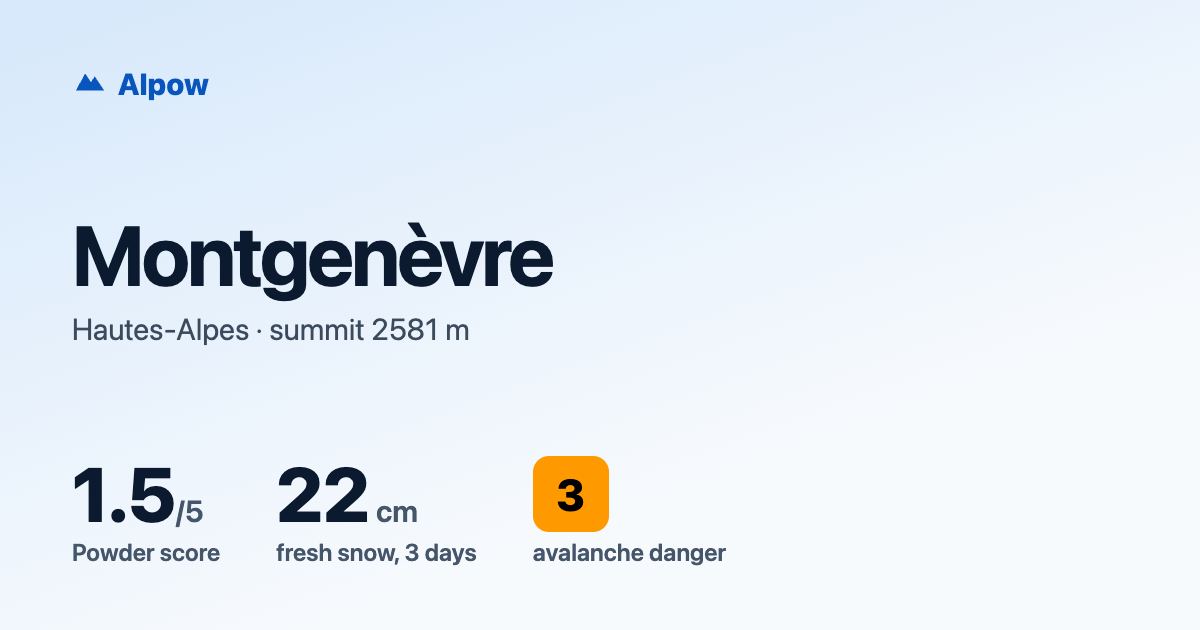 Alpow
Montgenèvre
Hautes-Alpes · summit 2581 m
1.5/5
Powder score
22 cm
fresh snow, 3 days
3
avalanche danger